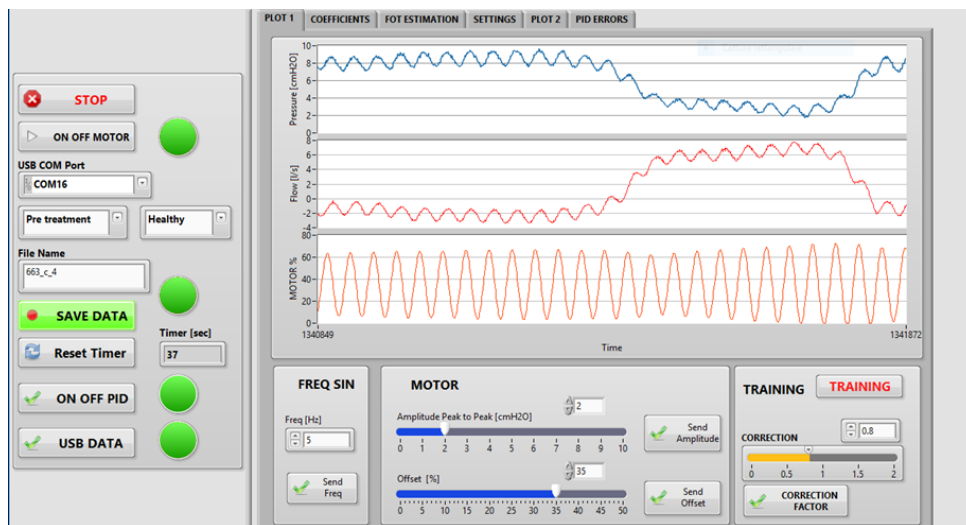 PLOT 1 COEFFICIENTS FOT ESTIMATION SETTINGS PLOT 2 PID ERRORS
STOP
ON OFF MOTOR
USB COM Port
COM16
Pre treatment Healthy
File Name
663_c_4
SAVE DATA
Timer [sec]
Reset Timer
37
ON OFF PID
USB DATA
Pressure [cmH2O]
10
8
6
4
2
0
Flow [l/s]
8
6
4
2
0
-2
-4
MOTOR %
80
60
40
20
0
1340849 1341872
Time
FREQ SIN
Freq [Hz]
5
Send
Freq
MOTOR
2
Amplitude Peak to Peak [cmH2O]
0 1 2 3 4 5 6 7 8 9 10
Send
Amplitude
35
Offset [%]
0 5 10 15 20 25 30 35 40 45 50
Send
Offset
TRAINING TRAINING
0.8
CORRECTION
0 0.5 1 1.5 2
CORRECTION
FACTOR